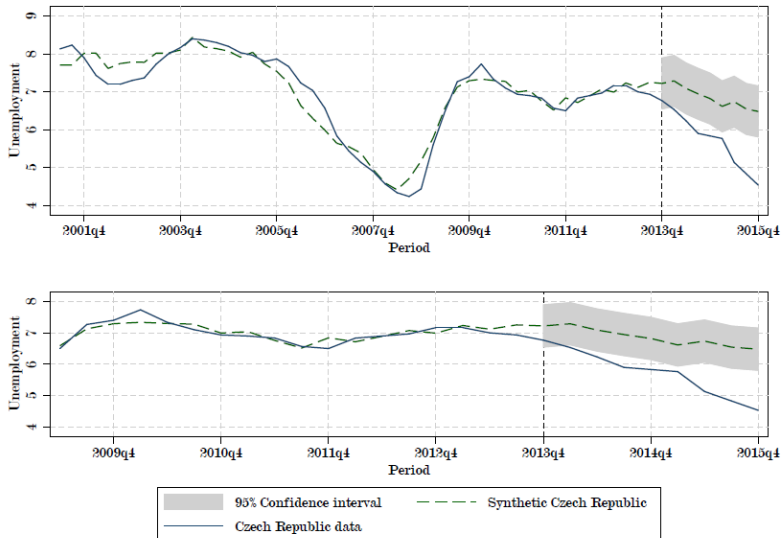 Unemployment
9
8
7
6
5
4
2001q4 2003q4 2005q4 2007q4 2009q4 2011q4 2013q4 2015q4
Period
Unemployment
8
7
6
5
4
2009q4 2010q4 2011q4 2012q4 2013q4 2014q4 2015q4
Period
95% Confidence interval Synthetic Czech Republic
Czech Republic data